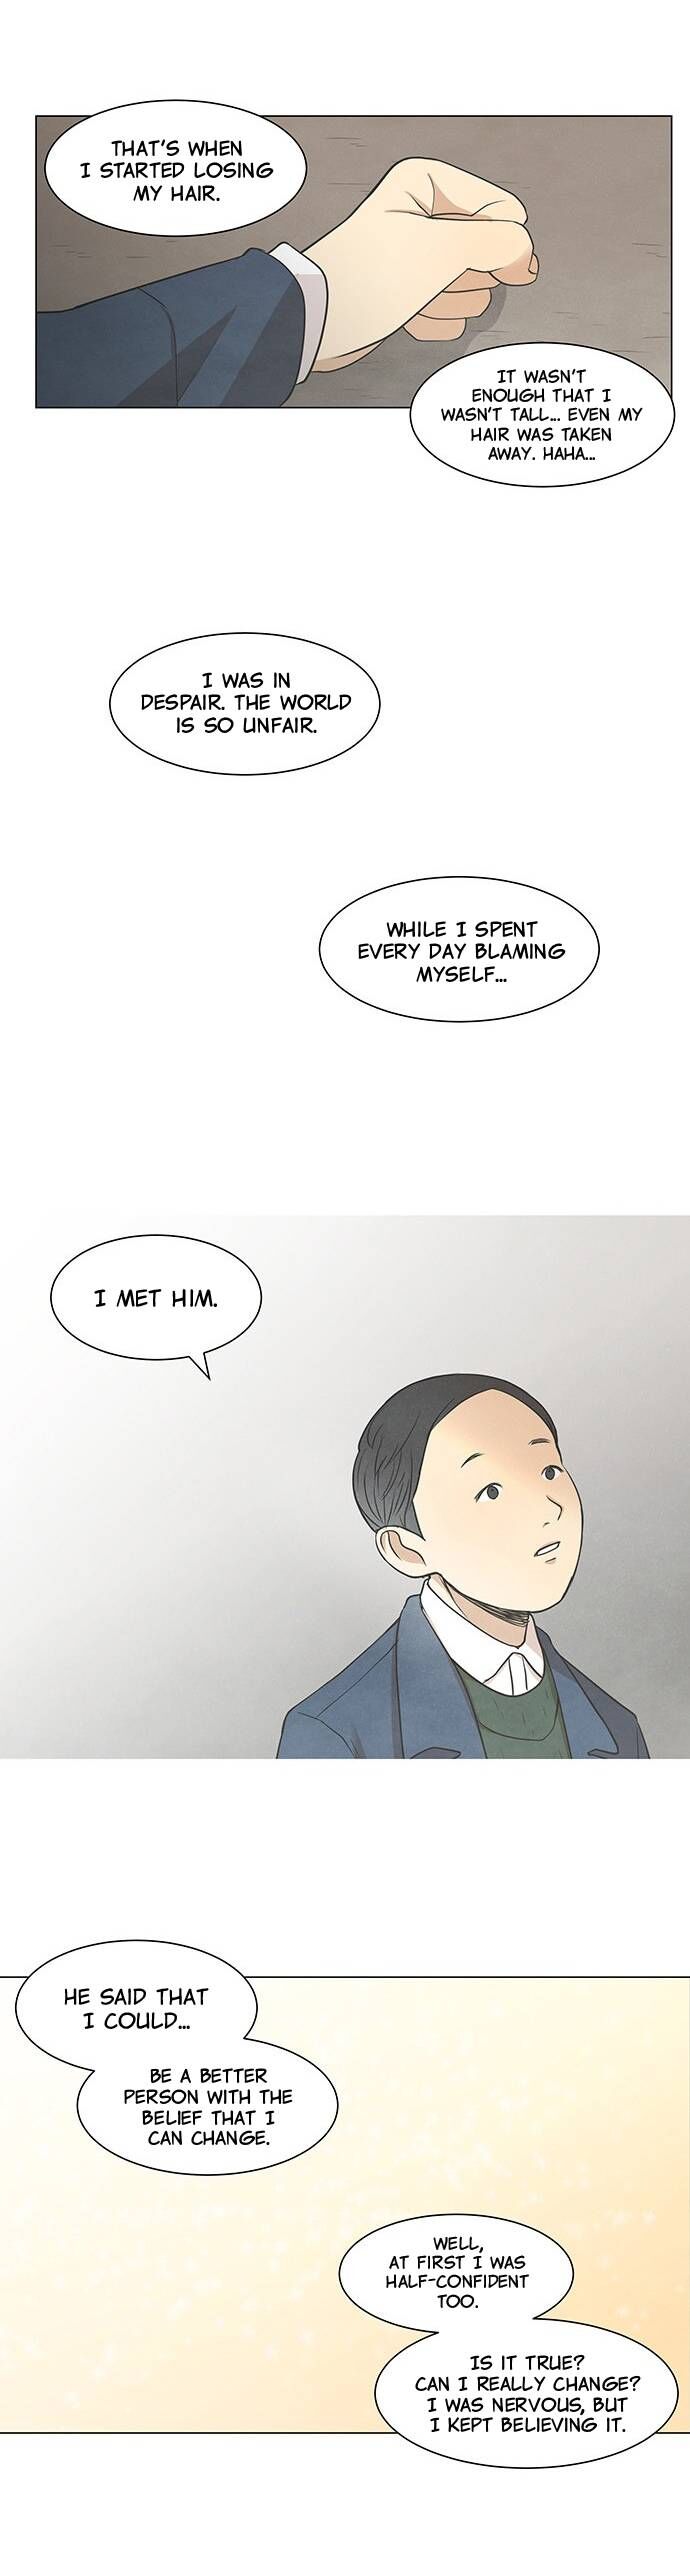 THAT'S WHEN
I STARTED LOSING
MY HAIR.
IT WASN'T
ENOUGH THAT I
WASN'T TALL... EVEN MY
HAIR WAS TAKEN
AWAY. HAHA...
I WAS IN
DESPAIR. THE WORLD
IS SO UNFAIR.
WHILE I SPENT
EVERY DAY BLAMING
MYSELF...
I MET HIM.
HE SAID THAT
I COULD...
BE A BETTER
PERSON WITH THE
BELIEF THAT I
CAN CHANGE.
WELL,
AT FIRST I WAS
HALF-CONFIDENT
TOO.
IS IT TRUE?
CAN I REALLY CHANGE?
I WAS NERVOUS, BUT
I KEPT BELIEVING IT.